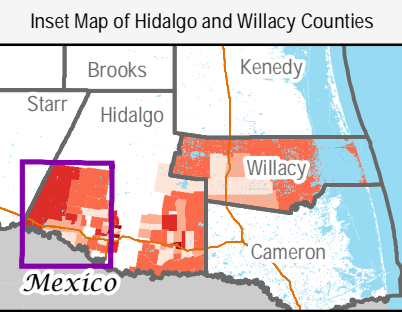 Inset Map of Hidalgo and Willacy Counties
Brooks
Kenedy
Starr
Hidalgo
Willacy
Cameron
Mexico